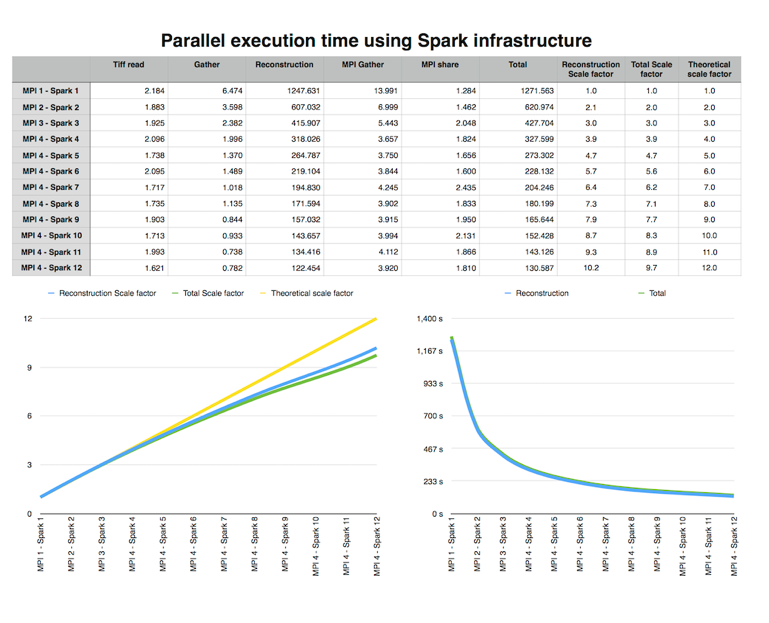 Parallel execution time using Spark infrastructure
Tiff read Gather Reconstruction MPI Gather MPI share Total Reconstruction Scale factor Total Scale factor Theoretical scale factor
MPI 1 - Spark 1 2.184 6.474 1247.631 13.991 1.284 1271.563 1.0 1.0 1.0
MPI 2 - Spark 2 1.883 3.598 607.032 6.999 1.462 620.974 2.1 2.0 2.0
MPI 3 - Spark 3 1.925 2.382 415.907 5.443 2.048 427.704 3.0 3.0 3.0
MPI 4 - Spark 4 2.096 1.996 318.026 3.657 1.824 327.599 3.9 3.9 4.0
MPI 4 - Spark 5 1.738 1.370 264.787 3.750 1.656 273.302 4.7 4.7 5.0
MPI 4 - Spark 6 2.095 1.489 219.104 3.844 1.600 228.132 5.7 5.6 6.0
MPI 4 - Spark 7 1.717 1.018 194.830 4.245 2.435 204.246 6.4 6.2 7.0
MPI 4 - Spark 8 1.735 1.135 171.594 3.902 1.833 180.199 7.3 7.1 8.0
MPI 4 - Spark 9 1.903 0.844 157.032 3.915 1.950 165.644 7.9 7.7 9.0
MPI 4 - Spark 10 1.713 0.933 143.657 3.994 2.131 152.428 8.7 8.3 10.0
MPI 4 - Spark 11 1.993 0.738 134.416 4.112 1.866 143.126 9.3 8.9 11.0
MPI 4 - Spark 12 1.621 0.782 122.454 3.920 1.810 130.587 10.2 9.7 12.0
Reconstruction Scale factor Total Scale factor Theoretical scale factor
12
9
6
3
0
MPI 1 - Spark 1
MPI 2 - Spark 2
MPI 3 - Spark 3
MPI 4 - Spark 4
MPI 4 - Spark 5
MPI 4 - Spark 6
MPI 4 - Spark 7
MPI 4 - Spark 8
MPI 4 - Spark 9
MPI 4 - Spark 10
MPI 4 - Spark 11
MPI 4 - Spark 12
Reconstruction Total
1,400 s
1,167 s
933 s
700 s
467 s
233 s
0 s
MPI 1 - Spark 1
MPI 2 - Spark 2
MPI 3 - Spark 3
MPI 4 - Spark 4
MPI 4 - Spark 5
MPI 4 - Spark 6
MPI 4 - Spark 7
MPI 4 - Spark 8
MPI 4 - Spark 9
MPI 4 - Spark 10
MPI 4 - Spark 11
MPI 4 - Spark 12